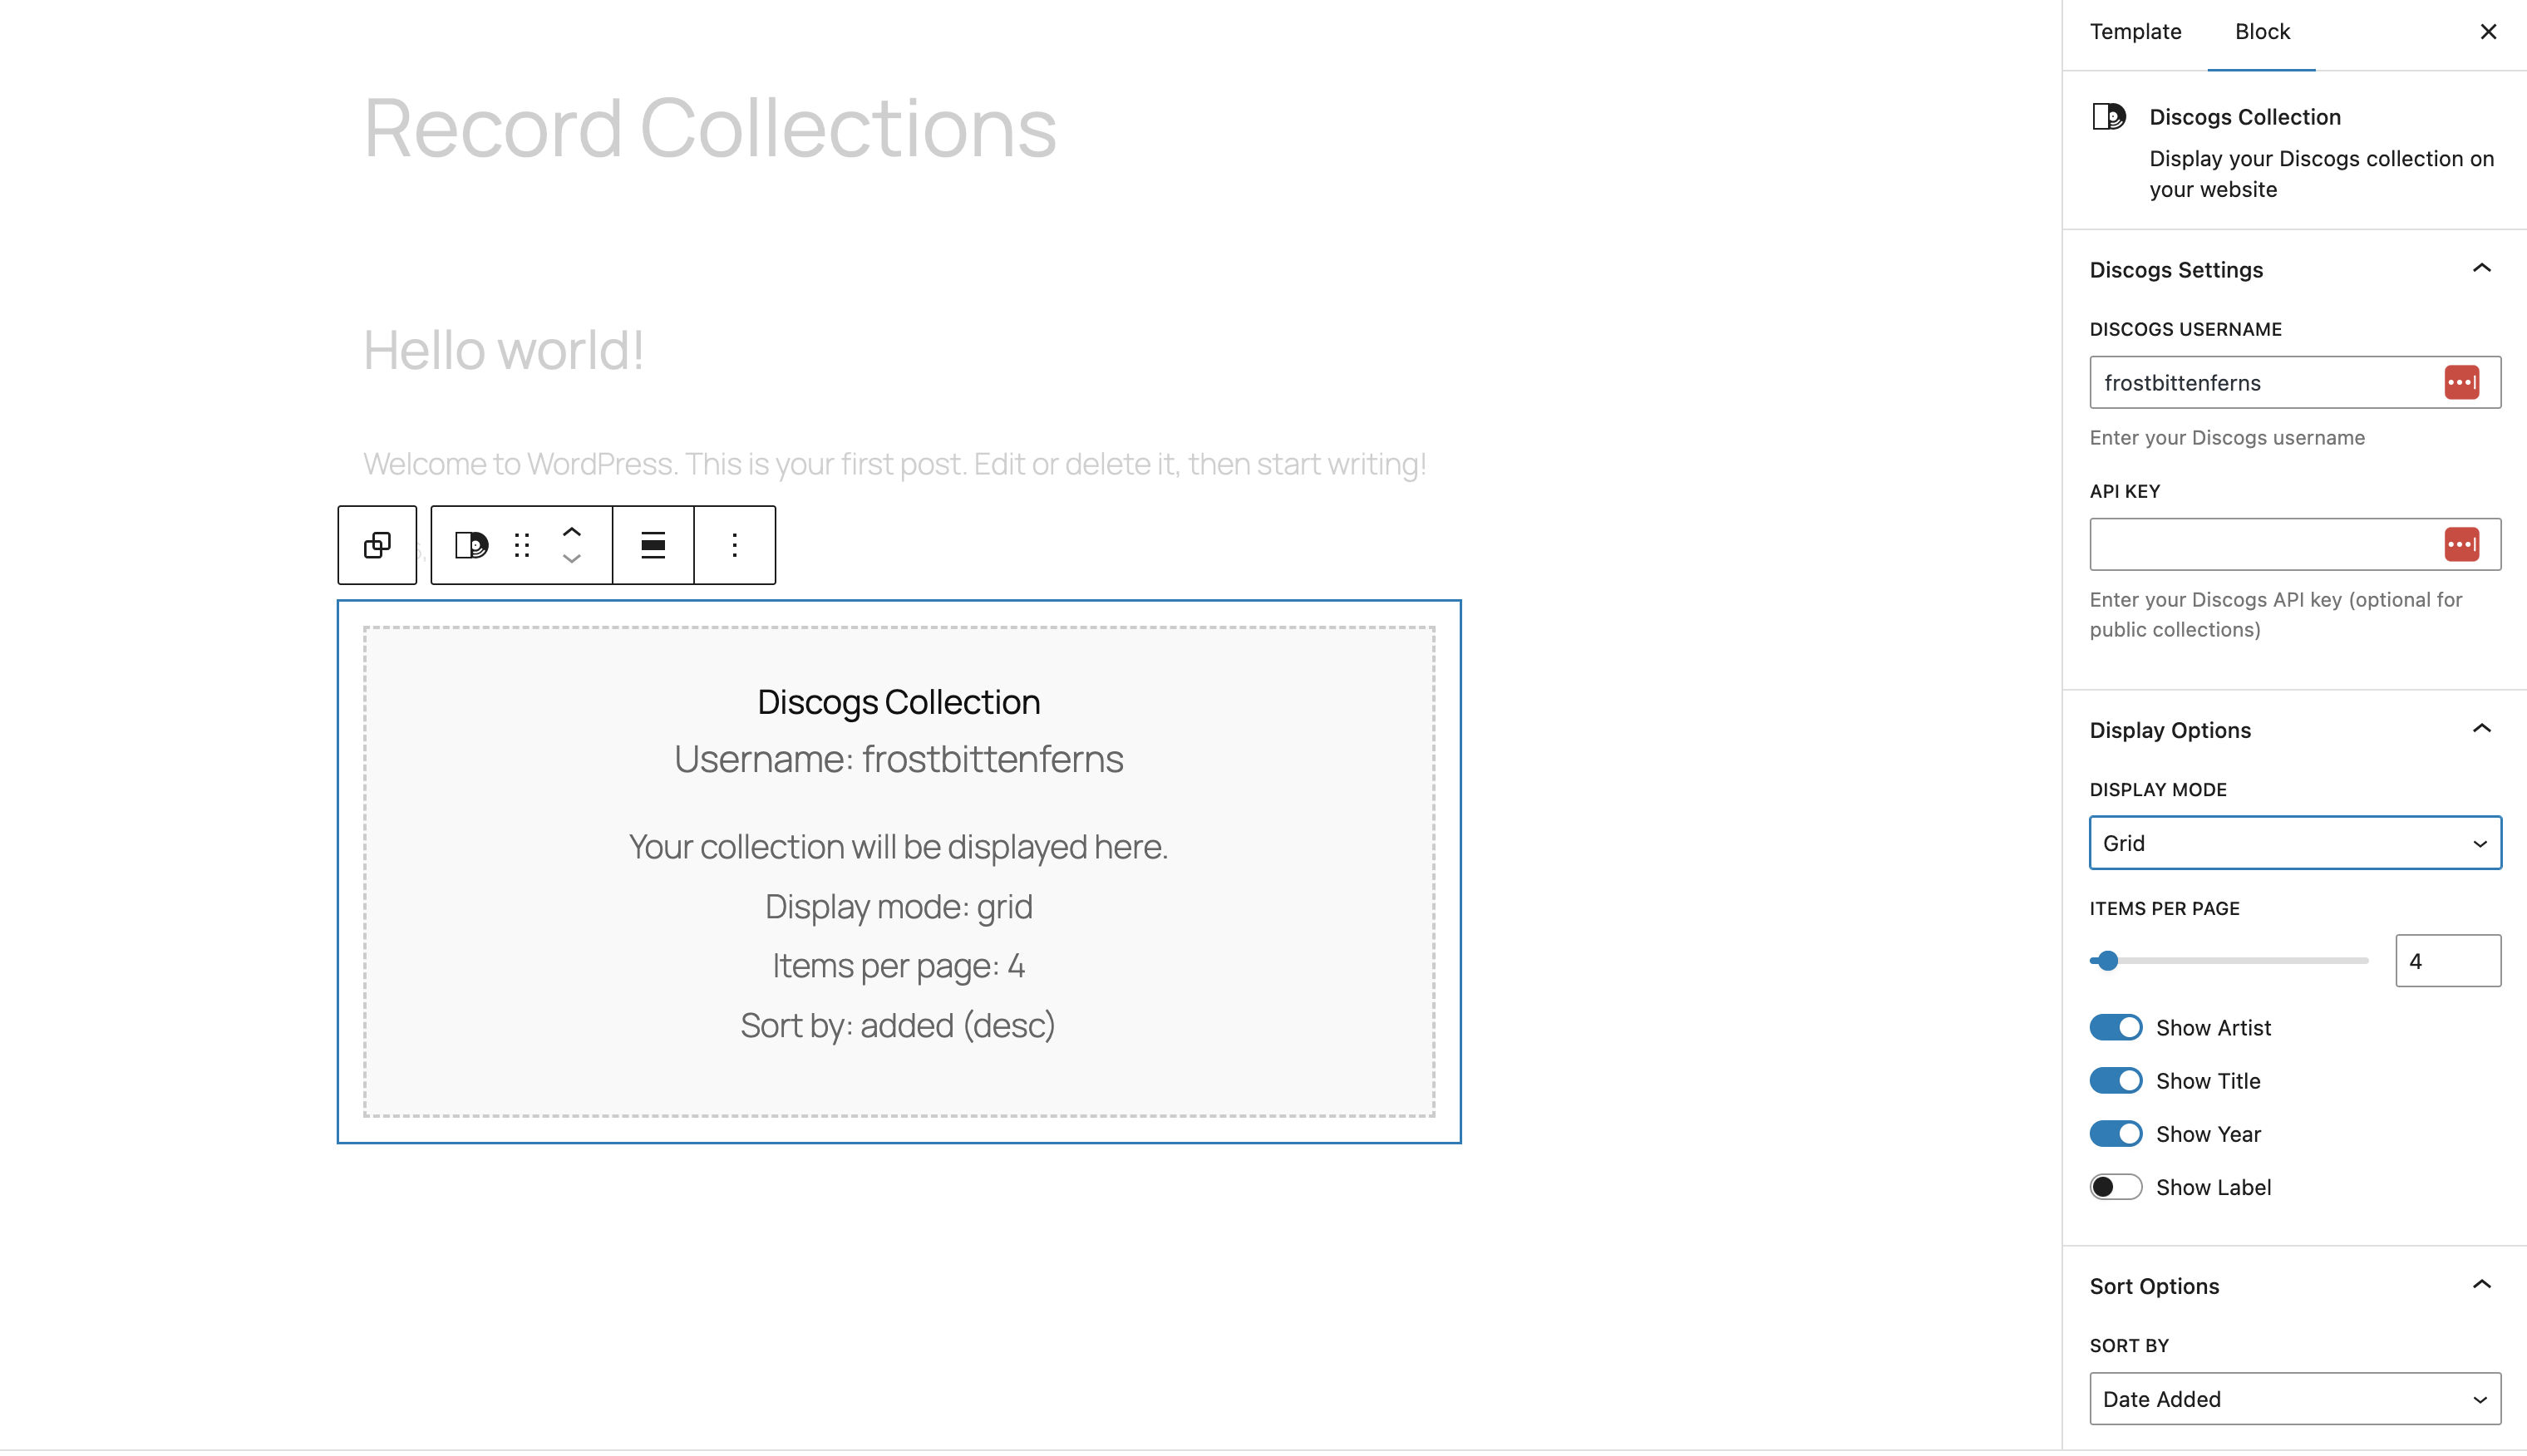 Record Collections
Hello world!
Welcome to WordPress. This is your first post. Edit or delete it, then start writing!
Discogs Collection
Username: frostbittenferns
Your collection will be displayed here.
Display mode: grid
Items per page: 4
Sort by: added (desc)
Template Block
Discogs Collection
Display your Discogs collection on
your website
Discogs Settings
DISCOGS USERNAME
frostbittenferns
Enter your Discogs username
API KEY
Enter your Discogs API key (optional for
public collections)
Display Options
DISPLAY MODE
Grid
ITEMS PER PAGE
4
Show Artist
Show Title
Show Year
Show Label
Sort Options
SORT BY
Date Added